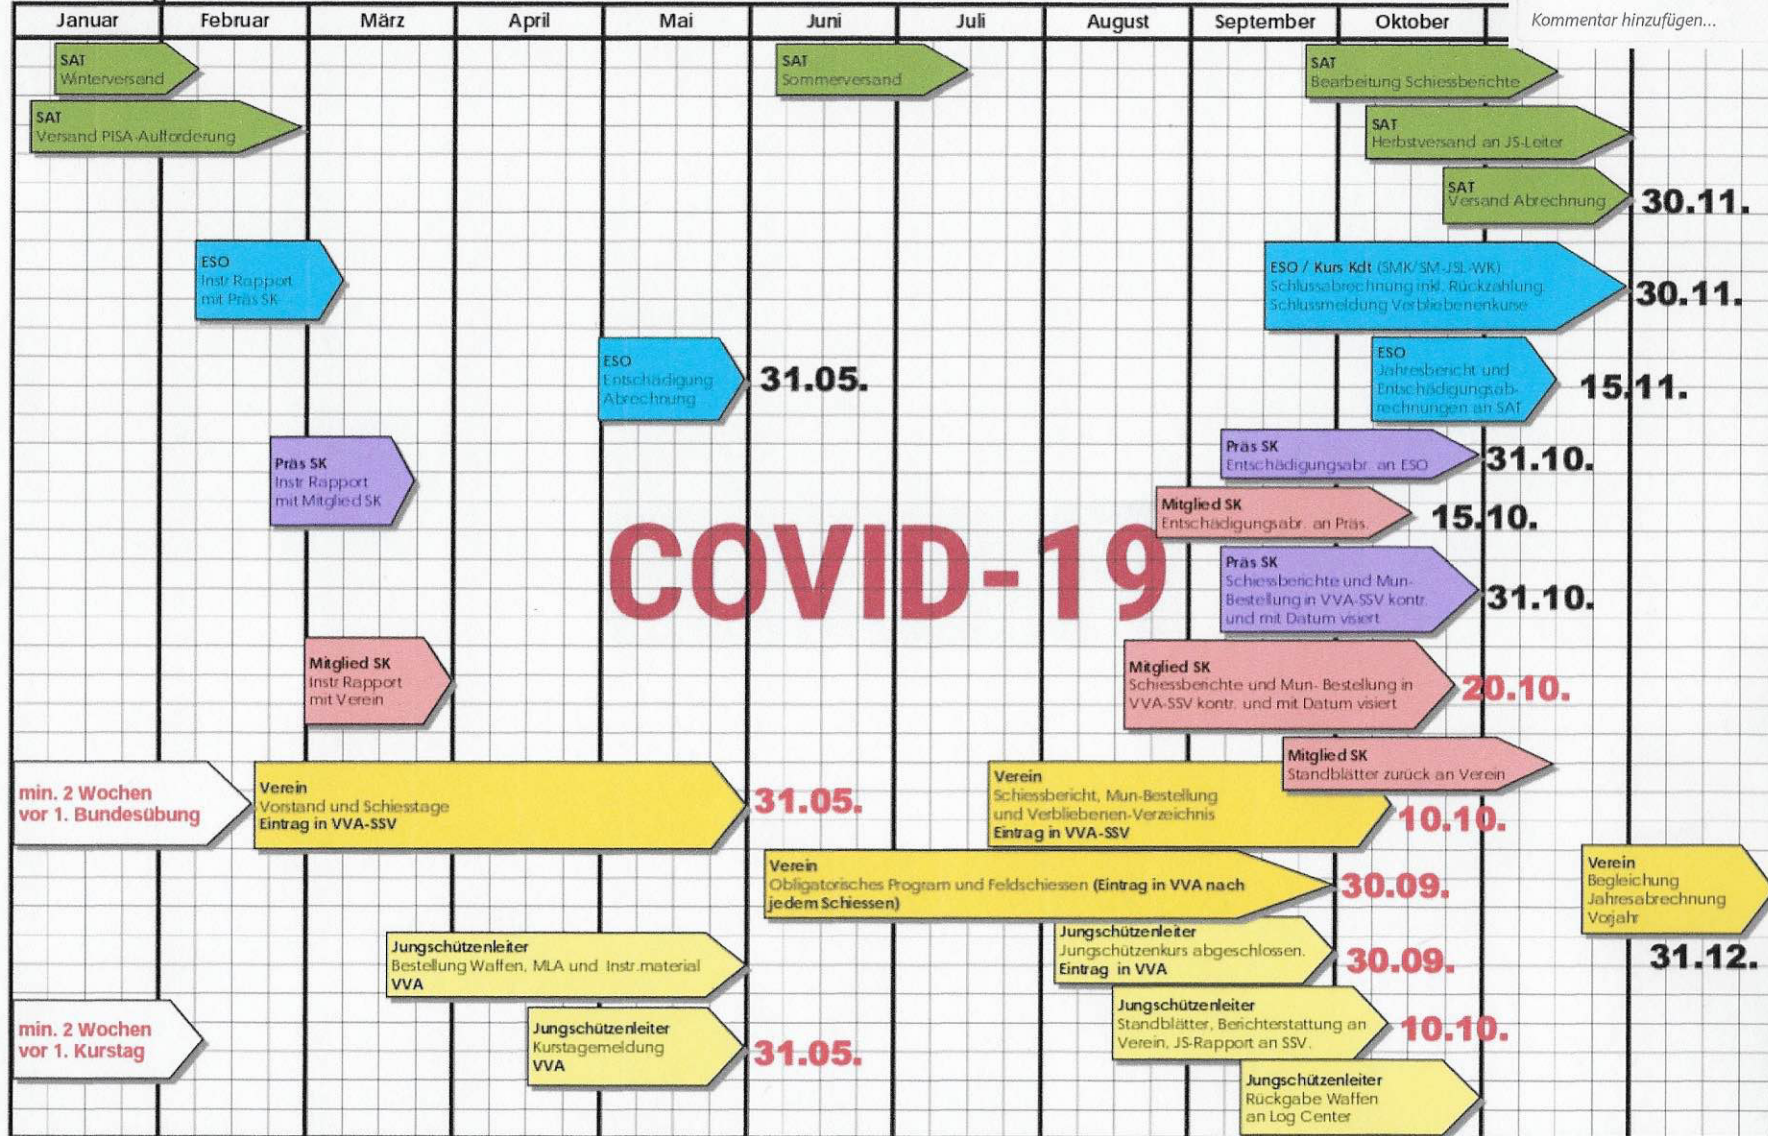 Januar Februar März April Mai Juni Juli August September Oktober
Kommentar hinzufügen...
SAT
Winterversand
SAT
Sommerversand
SAT
Bearbeitung Schiessberichte
SAT
Versand PISA-Aufforderung
SAT
Herbstversand an JS-Leiter
SAT
Versand Abrechnung
30.11.
ESO
Instr Rapport
mit Präs SK
ESO / Kurs Kdt (SMK/SM-JSL-WK)
Schlussabrechnung inkl. Rückzahlung.
Schlussmeldung Verbliebenenkurse
30.11.
ESO
Entschädigung
Abrechnung
31.05.
ESO
Jahresbericht und
Entschädigungsab-
rechnungen an SAT
15.11.
Präs SK
Instr Rapport
mit Mitglied SK
Präs SK
Entschädigungsabr. an ESO
31.10.
Mitglied SK
Entschädigungsabr. an Präs.
15.10.
COVID-19
Präs SK
Schiessberichte und Mun-
Bestellung in VVA-SSV kontr.
und mit Datum visiert
31.10.
Mitglied SK
Instr Rapport
mit Verein
Mitglied SK
Schiessberichte und Mun- Bestellung in
VVA-SSV kontr. und mit Datum visiert
20.10.
Mitglied SK
Standblätter zurück an Verein
min. 2 Wochen
vor 1. Bundesübung
Verein
Vorstand und Schiesstage
Eintrag in VVA-SSV
31.05.
Verein
Schiessbericht, Mun-Bestellung
und Verbliebenen-Verzeichnis
Eintrag in VVA-SSV
10.10.
Verein
Obligatorisches Program und Feldschiessen (Eintrag in VVA nach
jedem Schiessen)
30.09.
Verein
Begleichung
Jahresabrechnung
Vorjahr
31.12.
Jungschützenleiter
Bestellung Waffen, MLA und Instr.material
VVA
Jungschützenleiter
Jungschützenkurs abgeschlossen.
Eintrag in VVA
30.09.
min. 2 Wochen
vor 1. Kurstag
Jungschützenleiter
Kurstagemeldung
VVA
31.05.
Jungschützenleiter
Standblätter, Berichterstattung an
Verein, JS-Rapport an SSV.
10.10.
Jungschützenleiter
Rückgabe Waffen
an Log Center